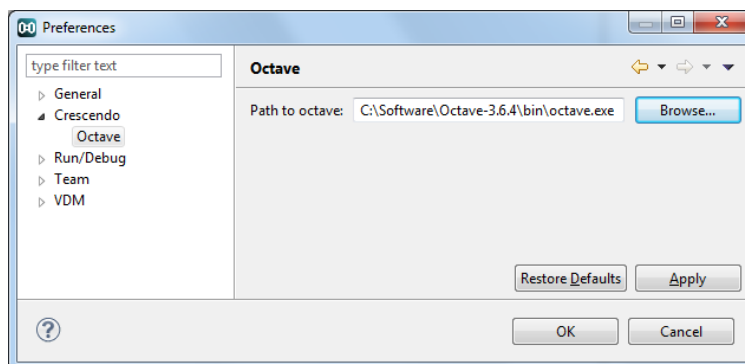 Preferences
type filter text
General
Crescendo
Octave
Run/Debug
Team
VDM
Octave
Path to octave: C:\Software\Octave-3.6.4\bin\octave.exe Browse...
Restore Defaults Apply
? OK Cancel